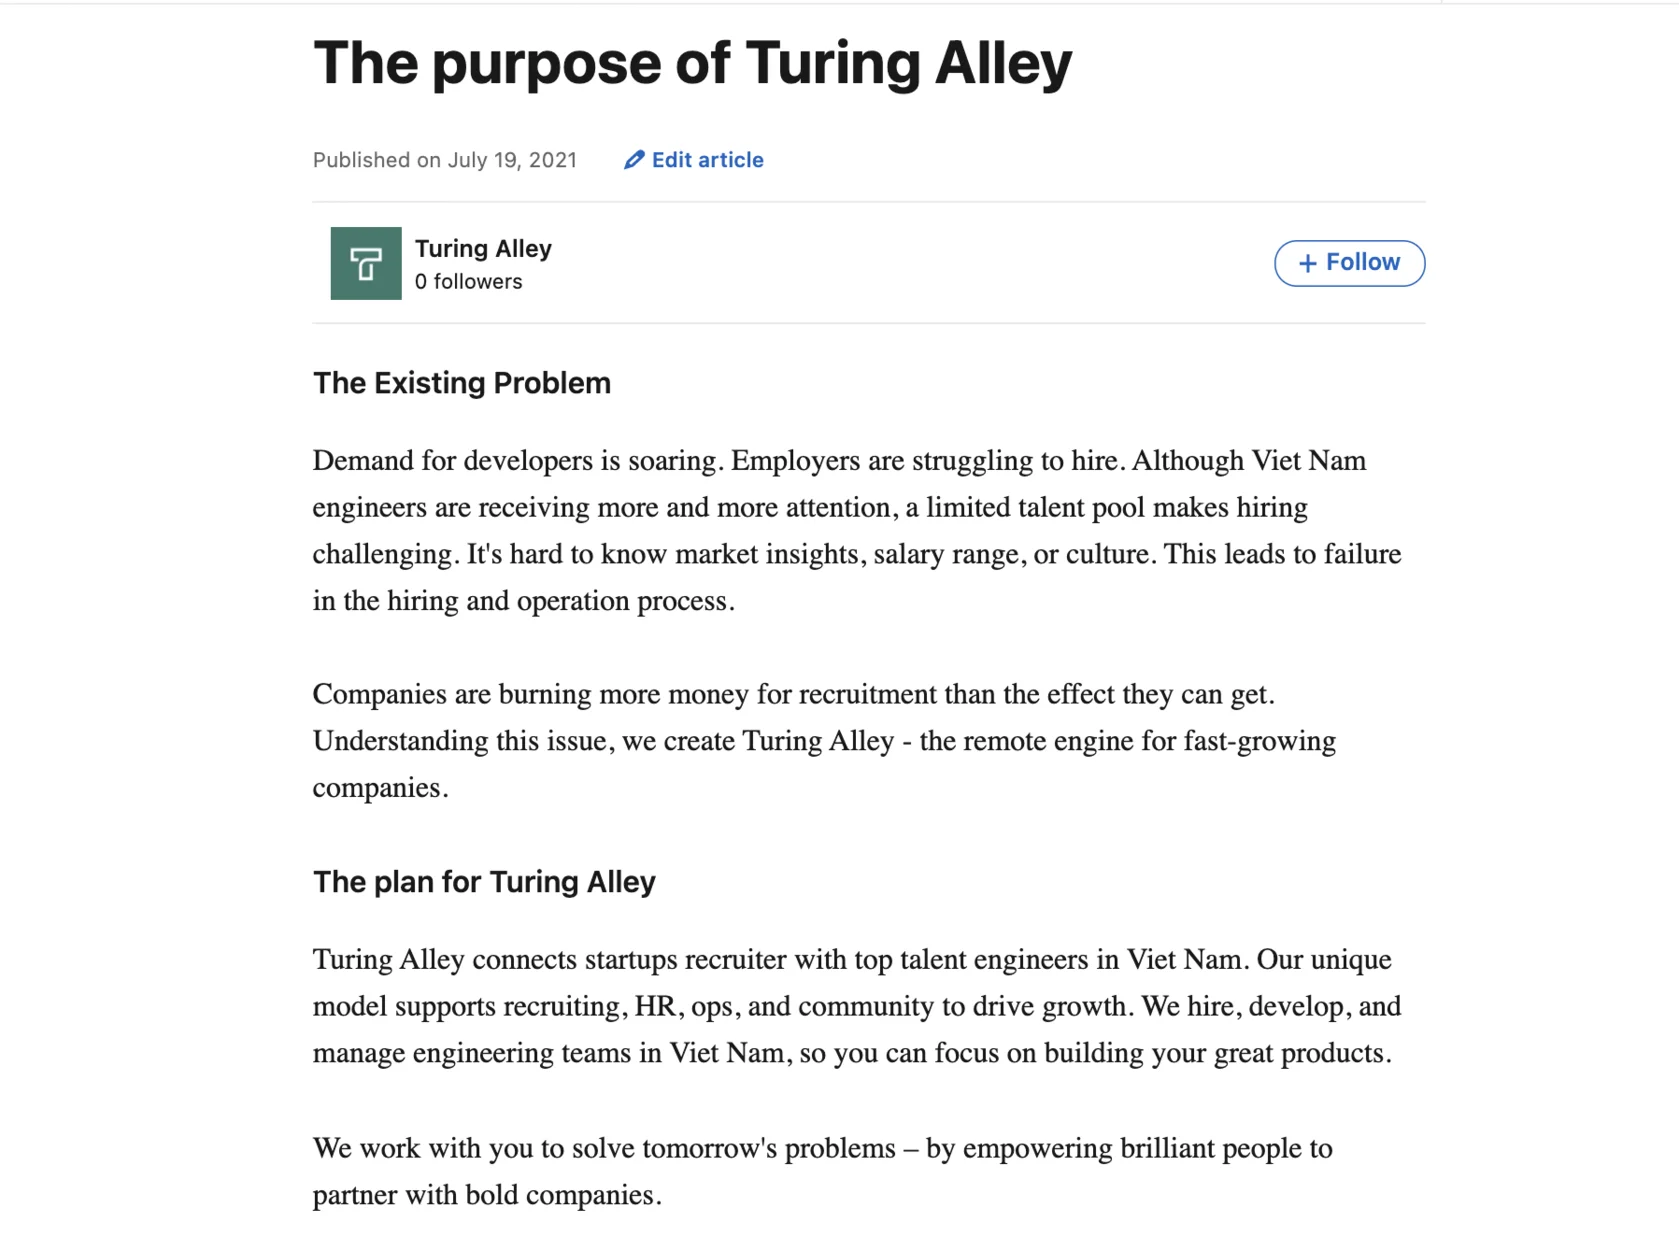 The purpose of Turing Alley
Published on July 19, 2021 Edit article
Turing Alley
0 followers
+ Follow
The Existing Problem
Demand for developers is soaring. Employers are struggling to hire. Although Viet Nam
engineers are receiving more and more attention, a limited talent pool makes hiring
challenging. It's hard to know market insights, salary range, or culture. This leads to failure
in the hiring and operation process.
Companies are burning more money for recruitment than the effect they can get.
Understanding this issue, we create Turing Alley - the remote engine for fast-growing
companies.
The plan for Turing Alley
Turing Alley connects startups recruiter with top talent engineers in Viet Nam. Our unique
model supports recruiting, HR, ops, and community to drive growth. We hire, develop, and
manage engineering teams in Viet Nam, so you can focus on building your great products.
We work with you to solve tomorrow's problems – by empowering brilliant people to
partner with bold companies.